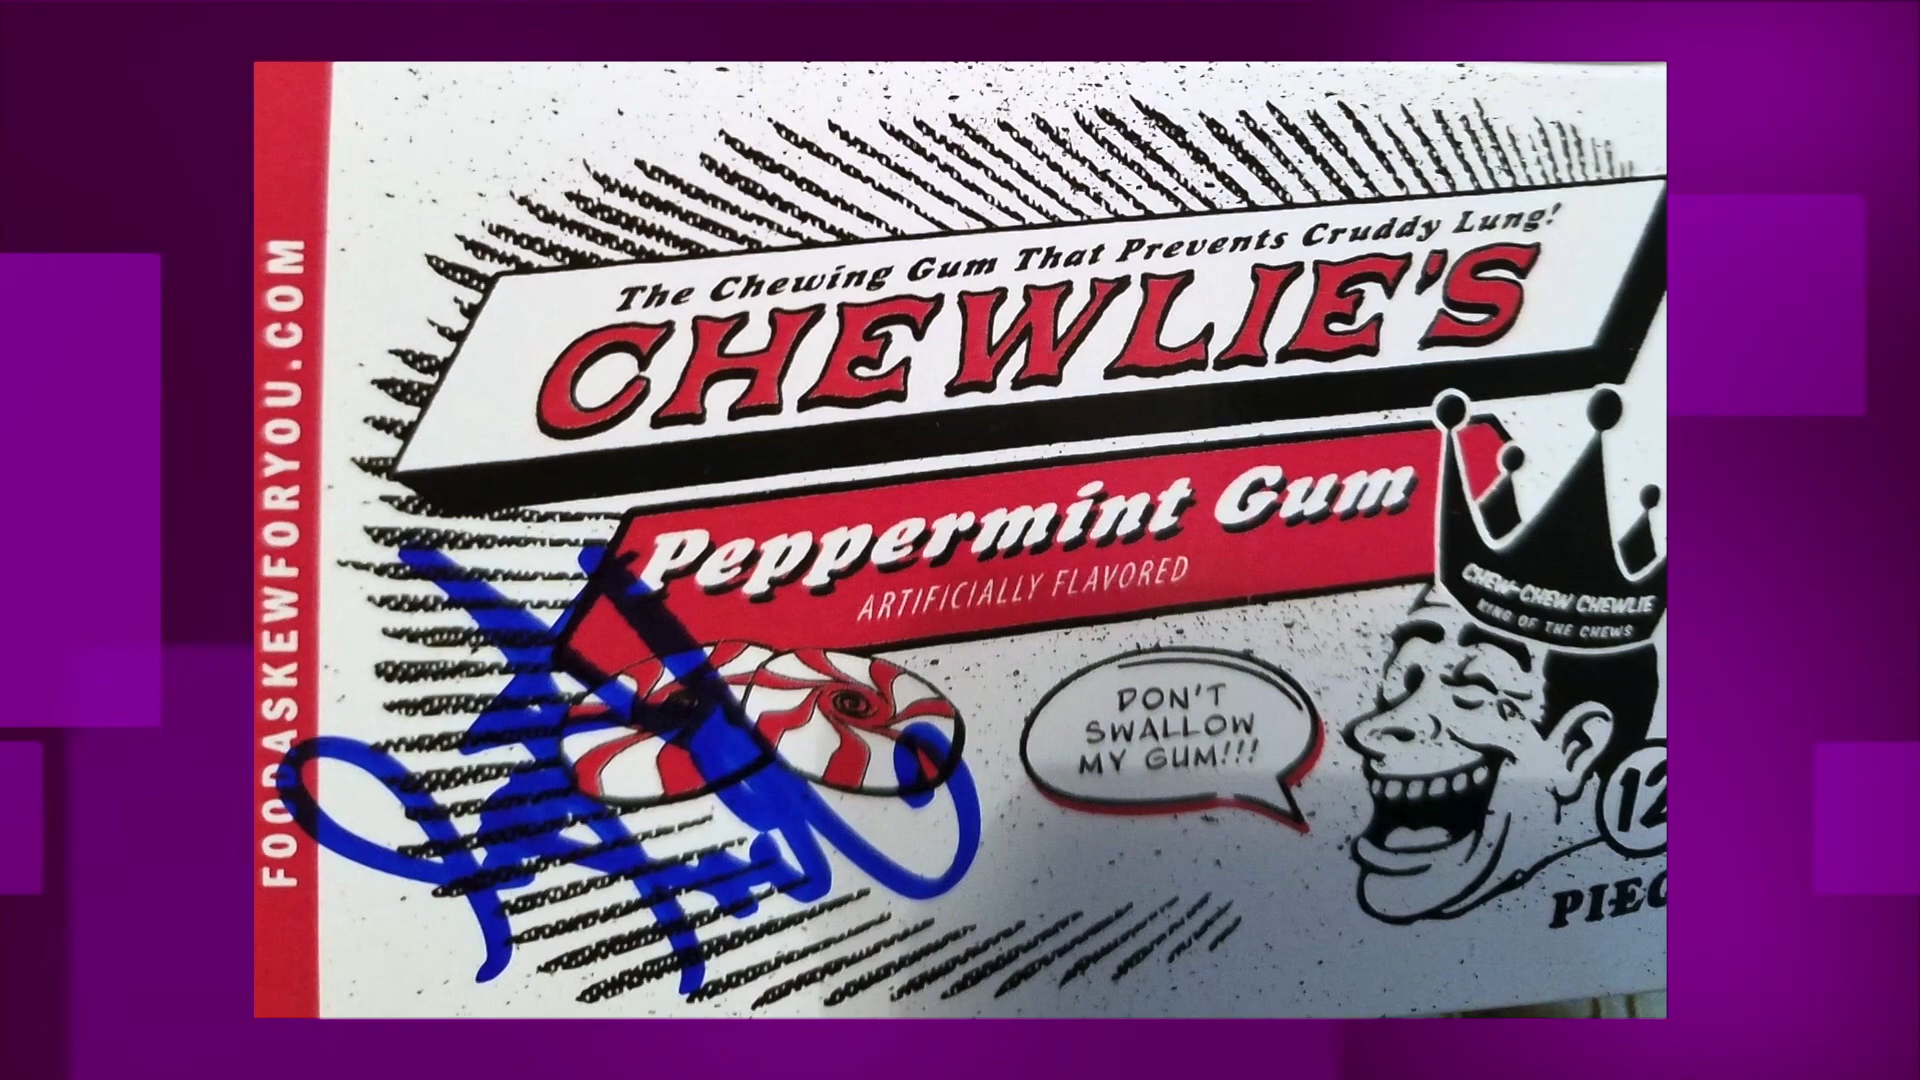 FOODASKEWFORYOU.COM
The Chewing Gum That Prevents Cruddy Lung!
CHEWLIE'S
Peppermint Gum
ARTIFICIALLY FLAVORED
CHEW-CHEW CHEWLIE
KING OF THE CHEWS
DON'T
SWALLOW
MY GUM!!!
12
PIEC